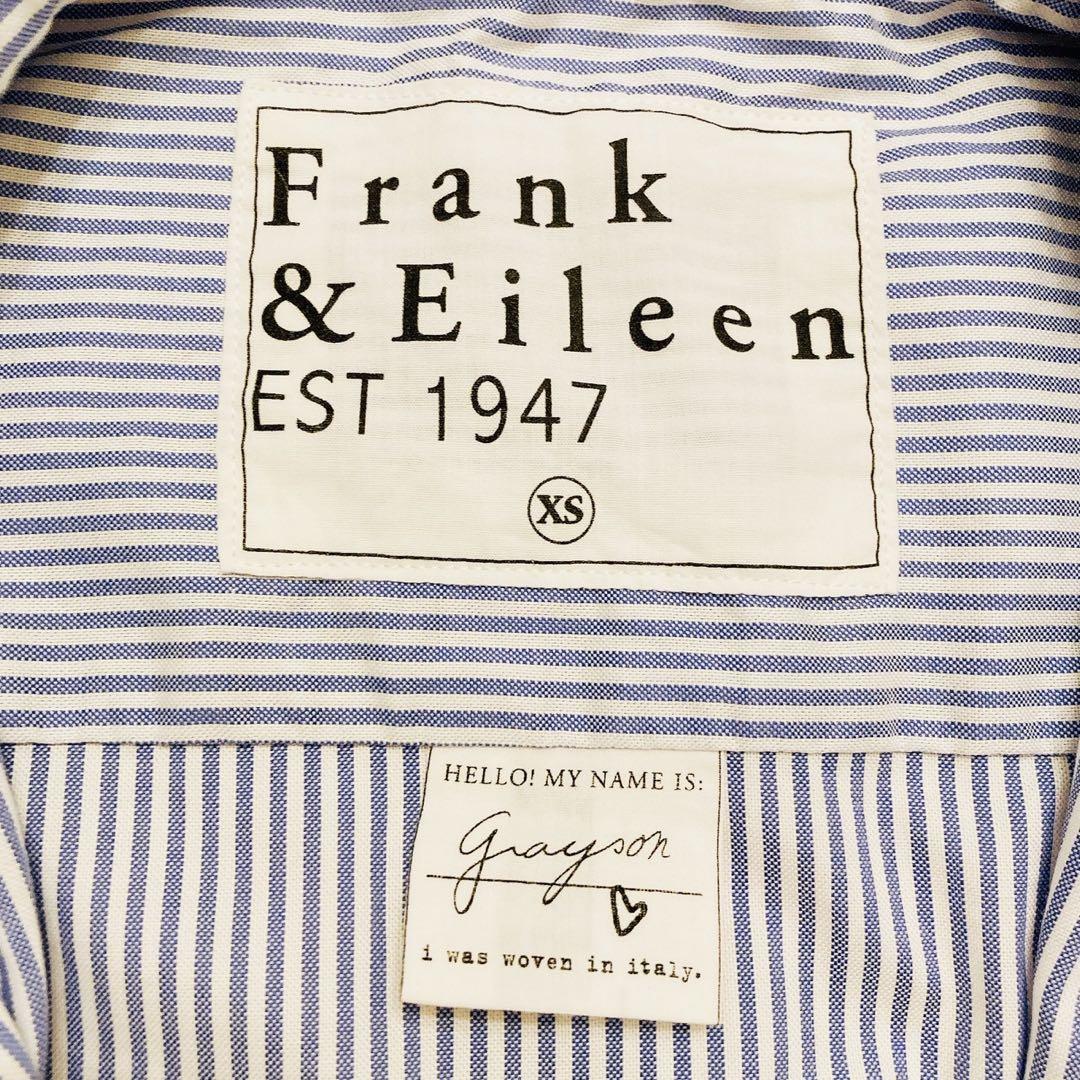 Frank
& Eileen
EST 1947
XS
HELLO! MY NAME IS:
Grayson
i was woven in italy.